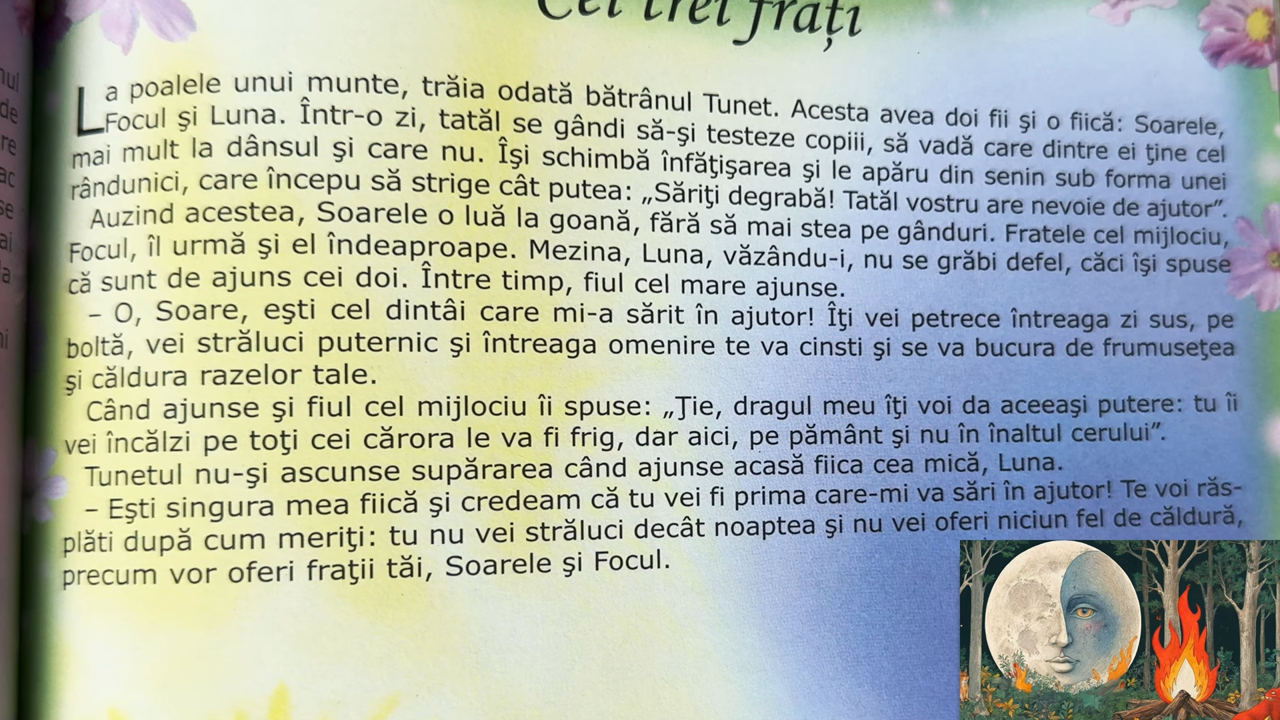 Cei trei frați
La poalele unui munte, trăia odată bătrânul Tunet. Acesta avea doi fii şi o fiică: Soarele,
Focul şi Luna. Într-o zi, tatăl se gândi să-şi testeze copiii, să vadă care dintre ei ţine cel
mai mult la dânsul şi care nu. Îşi schimbă înfăţişarea şi le apăru din senin sub forma unei
rândunici, care începu să strige cât putea: „Săriţi degrabă! Tatăl vostru are nevoie de ajutor”.
Auzind acestea, Soarele o luă la goană, fără să mai stea pe gânduri. Fratele cel mijlociu,
Focul, îl urmă şi el îndeaproape. Mezina, Luna, văzându-i, nu se grăbi defel, căci îşi spuse
că sunt de ajuns cei doi. Între timp, fiul cel mare ajunse.
– O, Soare, eşti cel dintâi care mi-a sărit în ajutor! Îţi vei petrece întreaga zi sus, pe
boltă, vei străluci puternic şi întreaga omenire te va cinsti şi se va bucura de frumuseţea
şi căldura razelor tale.
Când ajunse şi fiul cel mijlociu îi spuse: „Ţie, dragul meu îţi voi da aceeaşi putere: tu îi
vei încălzi pe toţi cei cărora le va fi frig, dar aici, pe pământ şi nu în înaltul cerului”.
Tunetul nu-şi ascunse supărarea când ajunse acasă fiica cea mică, Luna.
– Eşti singura mea fiică şi credeam că tu vei fi prima care-mi va sări în ajutor! Te voi răs-
plăti după cum meriţi: tu nu vei străluci decât noaptea şi nu vei oferi niciun fel de căldură,
precum vor oferi fraţii tăi, Soarele şi Focul.